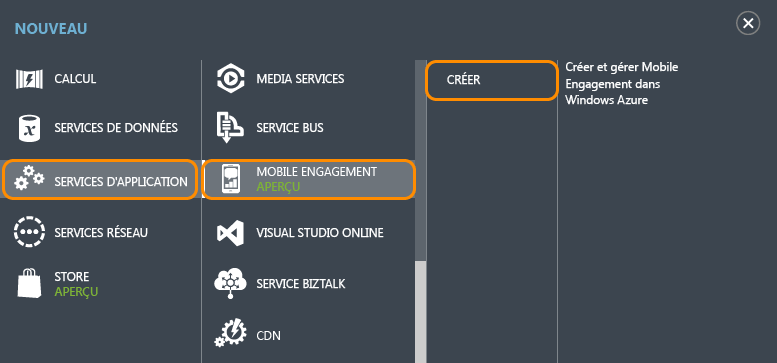 NOUVEAU
CALCUL
SERVICES DE DONNÉES
SERVICES D'APPLICATION
SERVICES RÉSEAU
STORE
APERÇU
MEDIA SERVICES
SERVICE BUS
MOBILE ENGAGEMENT
APERÇU
VISUAL STUDIO ONLINE
SERVICE BIZTALK
CDN
CRÉER
Créer et gérer Mobile
Engagement dans
Windows Azure